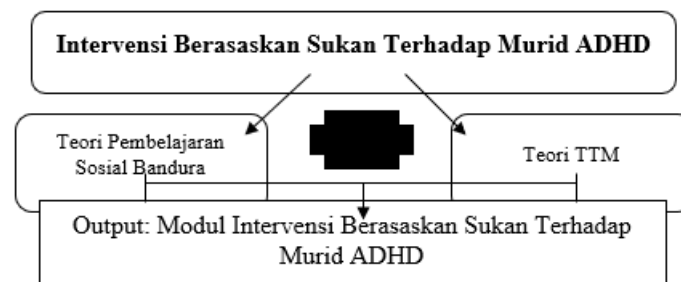 Intervensi Berasaskan Sukan Terhadap Murid ADHD
Teori Pembelajaran
Sosial Bandura
Teori TTM
Output: Modul Intervensi Berasaskan Sukan Terhadap
Murid ADHD